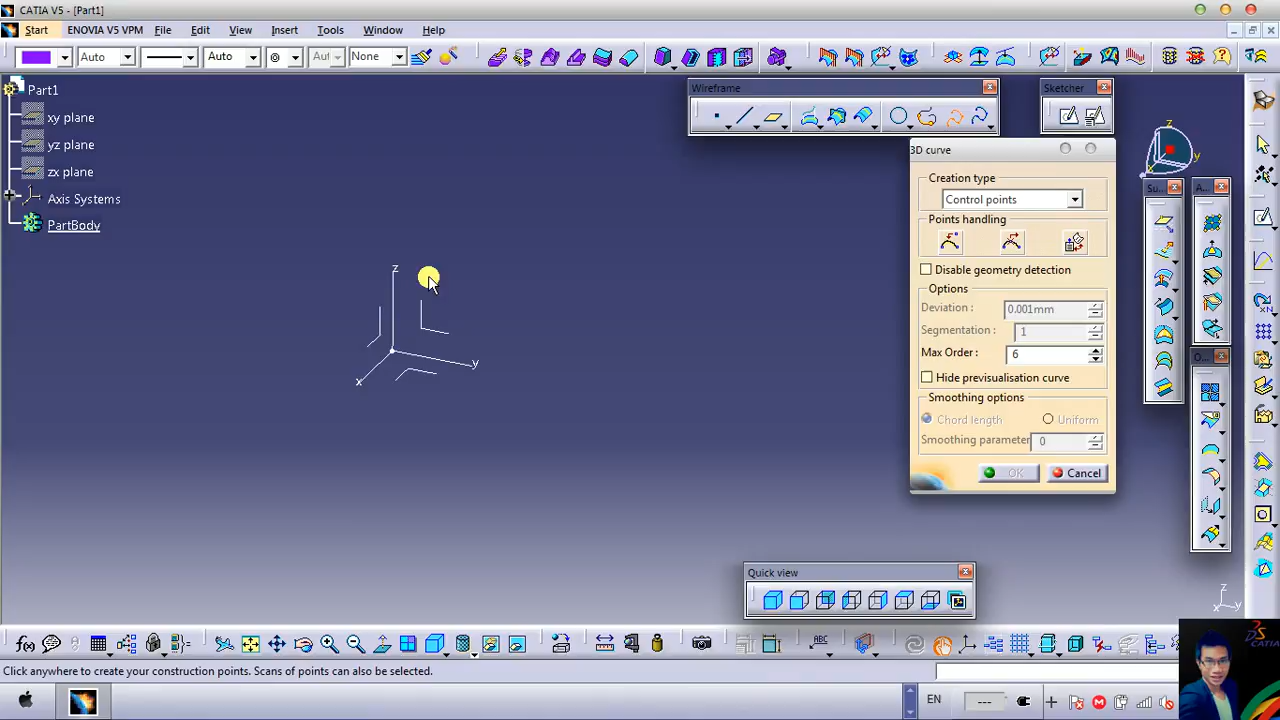 CATIA V5 - [Part1]
Start ENOVIA V5 VPM File Edit View Insert Tools Window Help
Auto Auto Aut None
Part1
xy plane
yz plane
zx plane
Axis Systems
PartBody
Wireframe
Sketcher
3D curve
Creation type
Control points
Points handling
Disable geometry detection
Options
Deviation : 0.001mm
Segmentation : 1
Max Order : 6
Hide previsualisation curve
Smoothing options
Chord length Uniform
Smoothing parameter 0
OK Cancel
Su...
A...
O...
z
y
x
z
y
Quick view
f(x)
ABC
Click anywhere to create your construction points. Scans of points can also be selected.
EN
---
z
y
x
CATIA